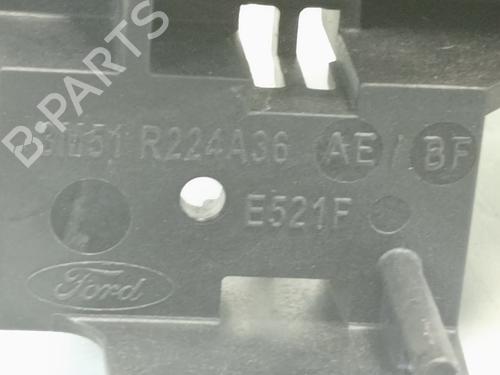 R224A36 AE / BF
E521F
Ford
B-Parts